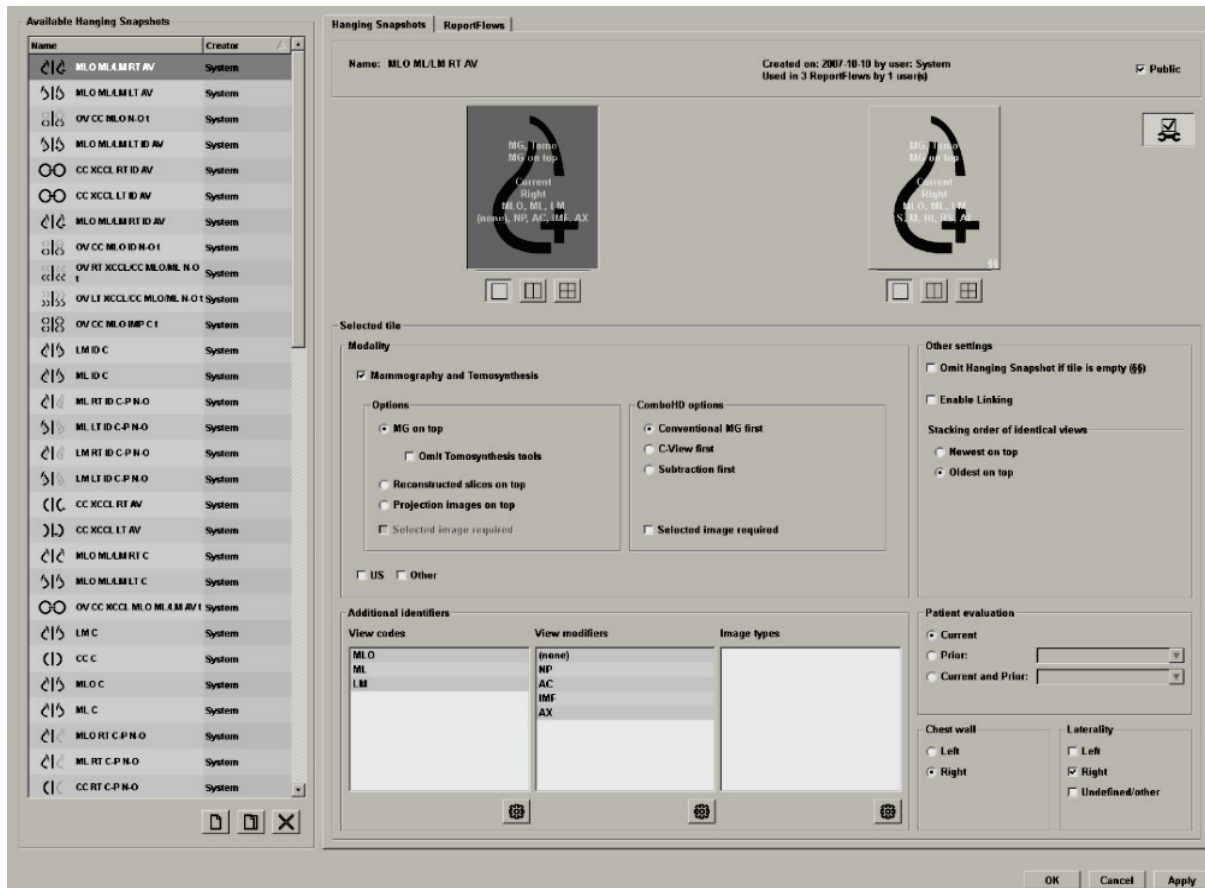 Available Hanging Snapshots
Name Creator
MLO ML/LM RT AV System
MLO ML/LM LT AV System
OV CC MLO N-O t System
MLO ML/LM LT ID AV System
CC XCCL RT ID AV System
CC XCCL LT ID AV System
MLO ML/LM RT ID AV System
OV CC MLO ID N-O t System
OV RT XCCL/CC MLO/ML N-O
t System
OV LT XCCL/CC MLO/ML N-O t System
OV CC MLO IMP C t System
LM ID C System
ML ID C System
ML RT ID C-P N-O System
ML LT ID C-P N-O System
LM RT ID C-P N-O System
LM LT ID C-P N-O System
CC XCCL RT AV System
CC XCCL LT AV System
MLO ML/LM RT C System
MLO ML/LM LT C System
OV CC XCCL MLO ML/LM AV t System
LM C System
CC C System
MLO C System
ML C System
MLO RT C-P N-O System
ML RT C-P N-O System
CC RT C-P N-O System
Hanging Snapshots ReportFlows
Name: MLO ML/LM RT AV
Created on: 2007-10-10 by user: System
Used in 3 ReportFlows by 1 user(s)
Public
MG, Tomo
MG on top
Current
Right
MLO, ML, LM
(none), NP, AC, IMF, AX
MG, Tomo
MG on top
Current
Right
MLO, ML, LM
S, M, RI, RS, AT
§§
Selected tile
Modality
Mammography and Tomosynthesis
Options
MG on top
Omit Tomosynthesis tools
Reconstructed slices on top
Projection images on top
Selected image required
ComboHD options
Conventional MG first
C-View first
Subtraction first
Selected image required
US Other
Other settings
Omit Hanging Snapshot if tile is empty (§§)
Enable Linking
Stacking order of identical views
Newest on top
Oldest on top
Additional identifiers
View codes
MLO
ML
LM
View modifiers
(none)
NP
AC
IMF
AX
Image types
Patient evaluation
Current
Prior:
Current and Prior:
Chest wall
Left
Right
Laterality
Left
Right
Undefined/other
OK Cancel Apply